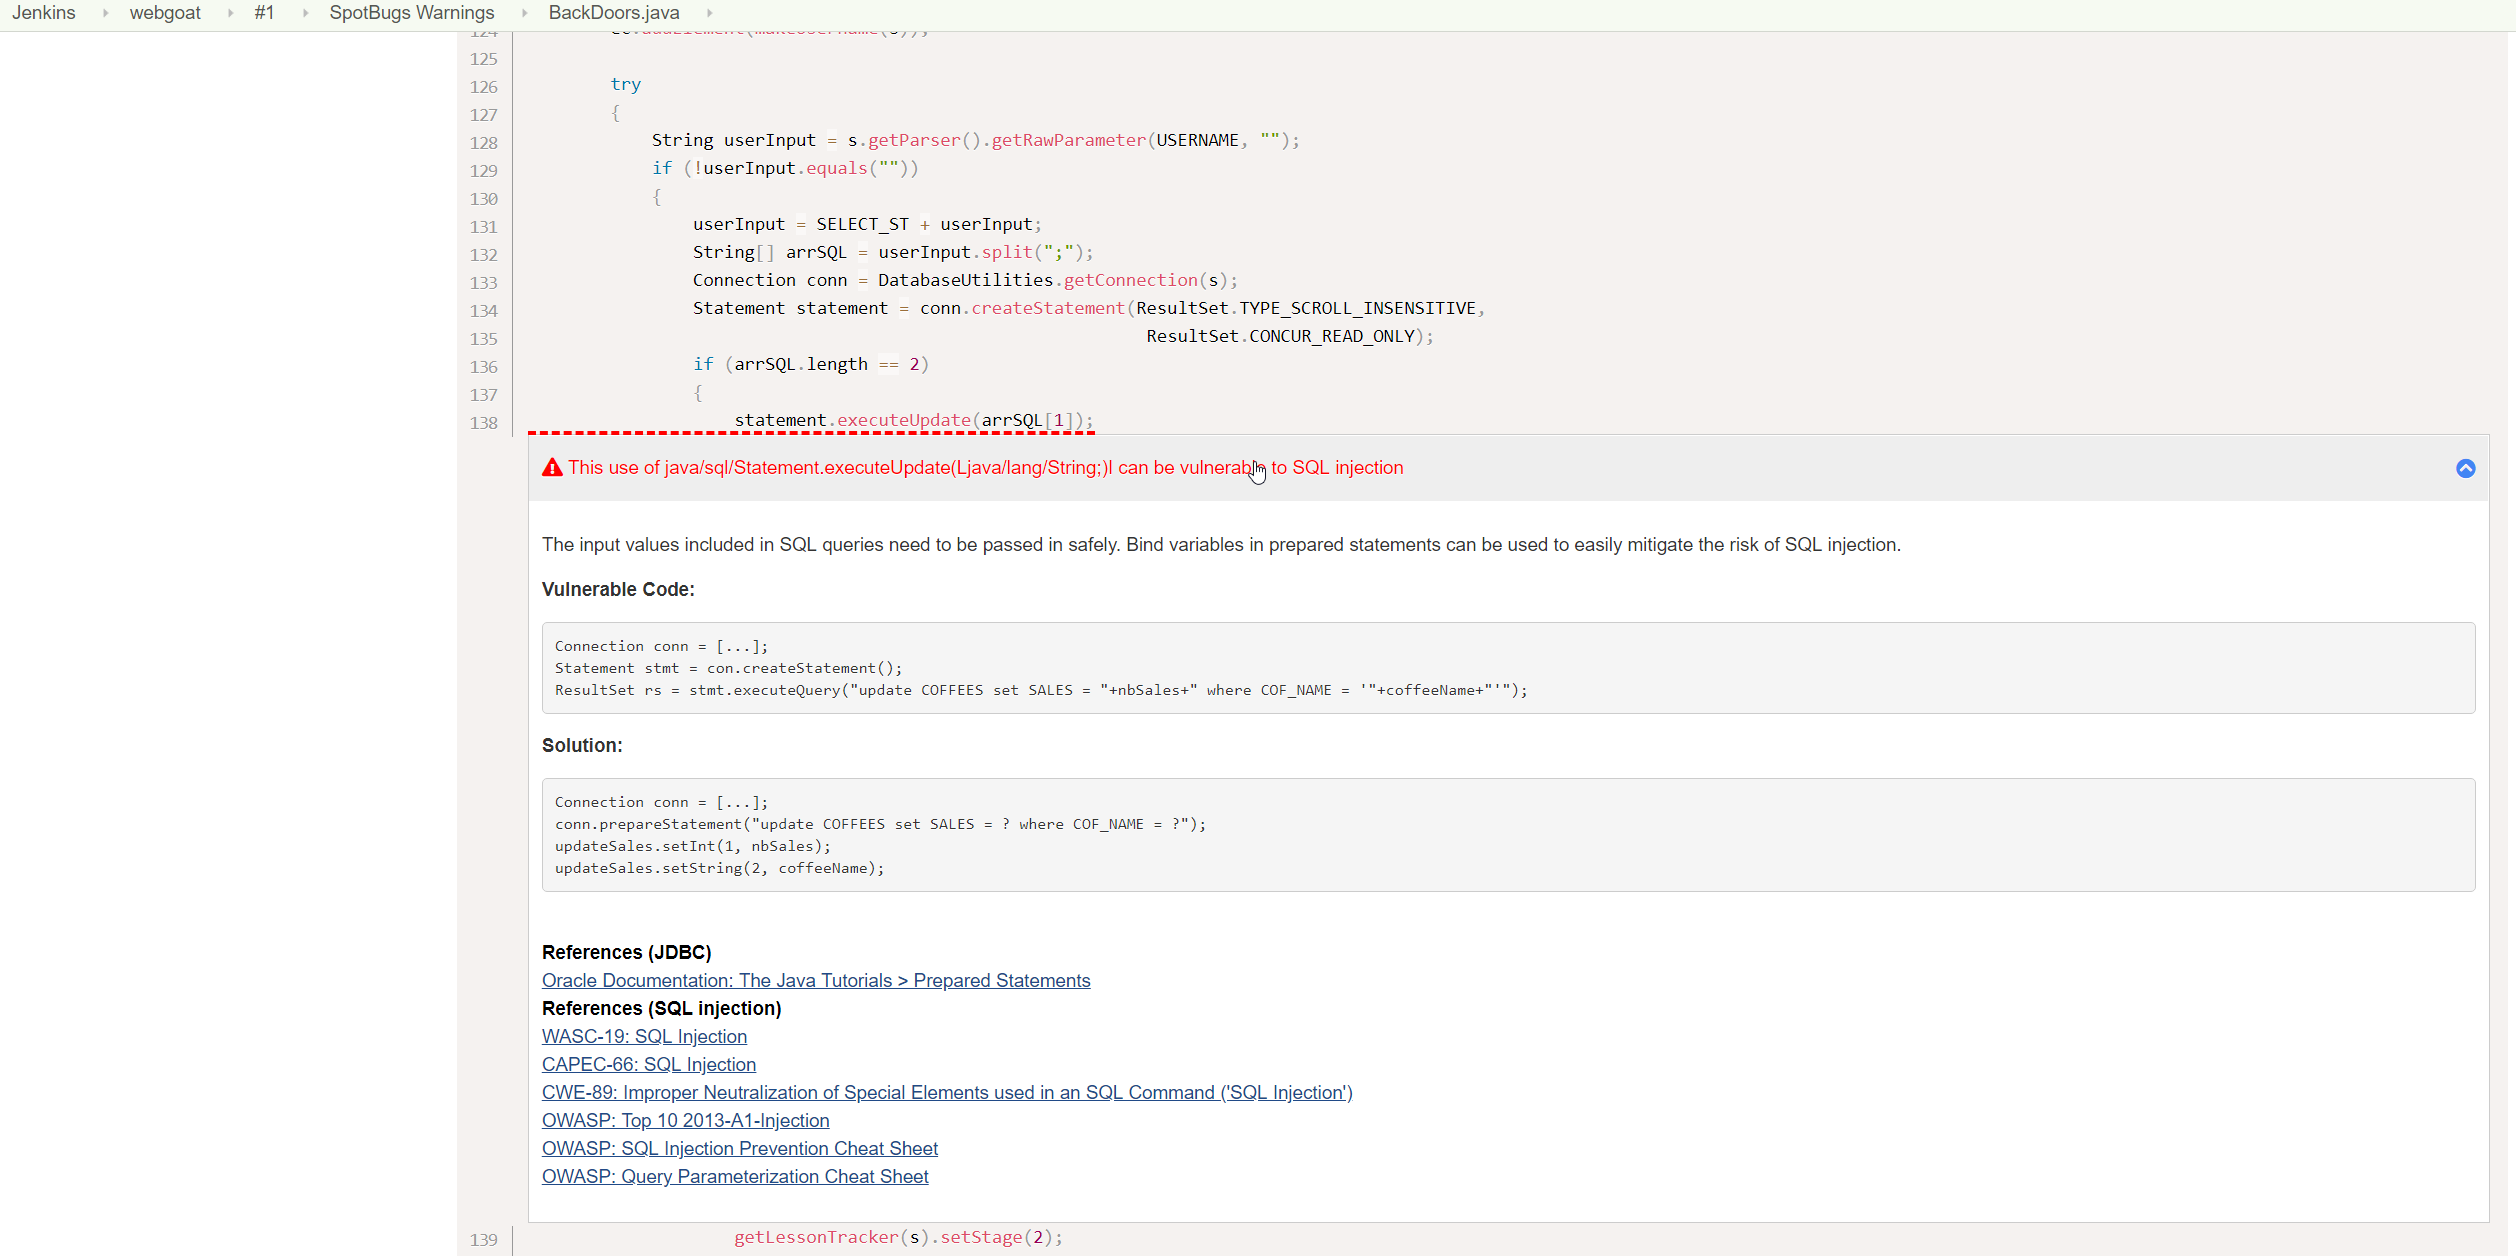 Jenkins webgoat #1 SpotBugs Warnings BackDoors.java
124 et.addElement(makeUsername(s));
125
126 try
127 {
128 String userInput = s.getParser().getRawParameter(USERNAME, "");
129 if (!userInput.equals(""))
130 {
131 userInput = SELECT_ST + userInput;
132 String[] arrSQL = userInput.split(";");
133 Connection conn = DatabaseUtilities.getConnection(s);
134 Statement statement = conn.createStatement(ResultSet.TYPE_SCROLL_INSENSITIVE,
135 ResultSet.CONCUR_READ_ONLY);
136 if (arrSQL.length == 2)
137 {
138 statement.executeUpdate(arrSQL[1]);
This use of java/sql/Statement.executeUpdate(Ljava/lang/String;)I can be vulnerable to SQL injection
The input values included in SQL queries need to be passed in safely. Bind variables in prepared statements can be used to easily mitigate the risk of SQL injection.
Vulnerable Code:
Connection conn = [...];
Statement stmt = con.createStatement();
ResultSet rs = stmt.executeQuery("update COFFEES set SALES = "+nbSales+" where COF_NAME = '"+coffeeName+"'");
Solution:
Connection conn = [...];
conn.prepareStatement("update COFFEES set SALES = ? where COF_NAME = ?");
updateSales.setInt(1, nbSales);
updateSales.setString(2, coffeeName);
References (JDBC)
Oracle Documentation: The Java Tutorials > Prepared Statements
References (SQL injection)
WASC-19: SQL Injection
CAPEC-66: SQL Injection
CWE-89: Improper Neutralization of Special Elements used in an SQL Command ('SQL Injection')
OWASP: Top 10 2013-A1-Injection
OWASP: SQL Injection Prevention Cheat Sheet
OWASP: Query Parameterization Cheat Sheet
139 getLessonTracker(s).setStage(2);